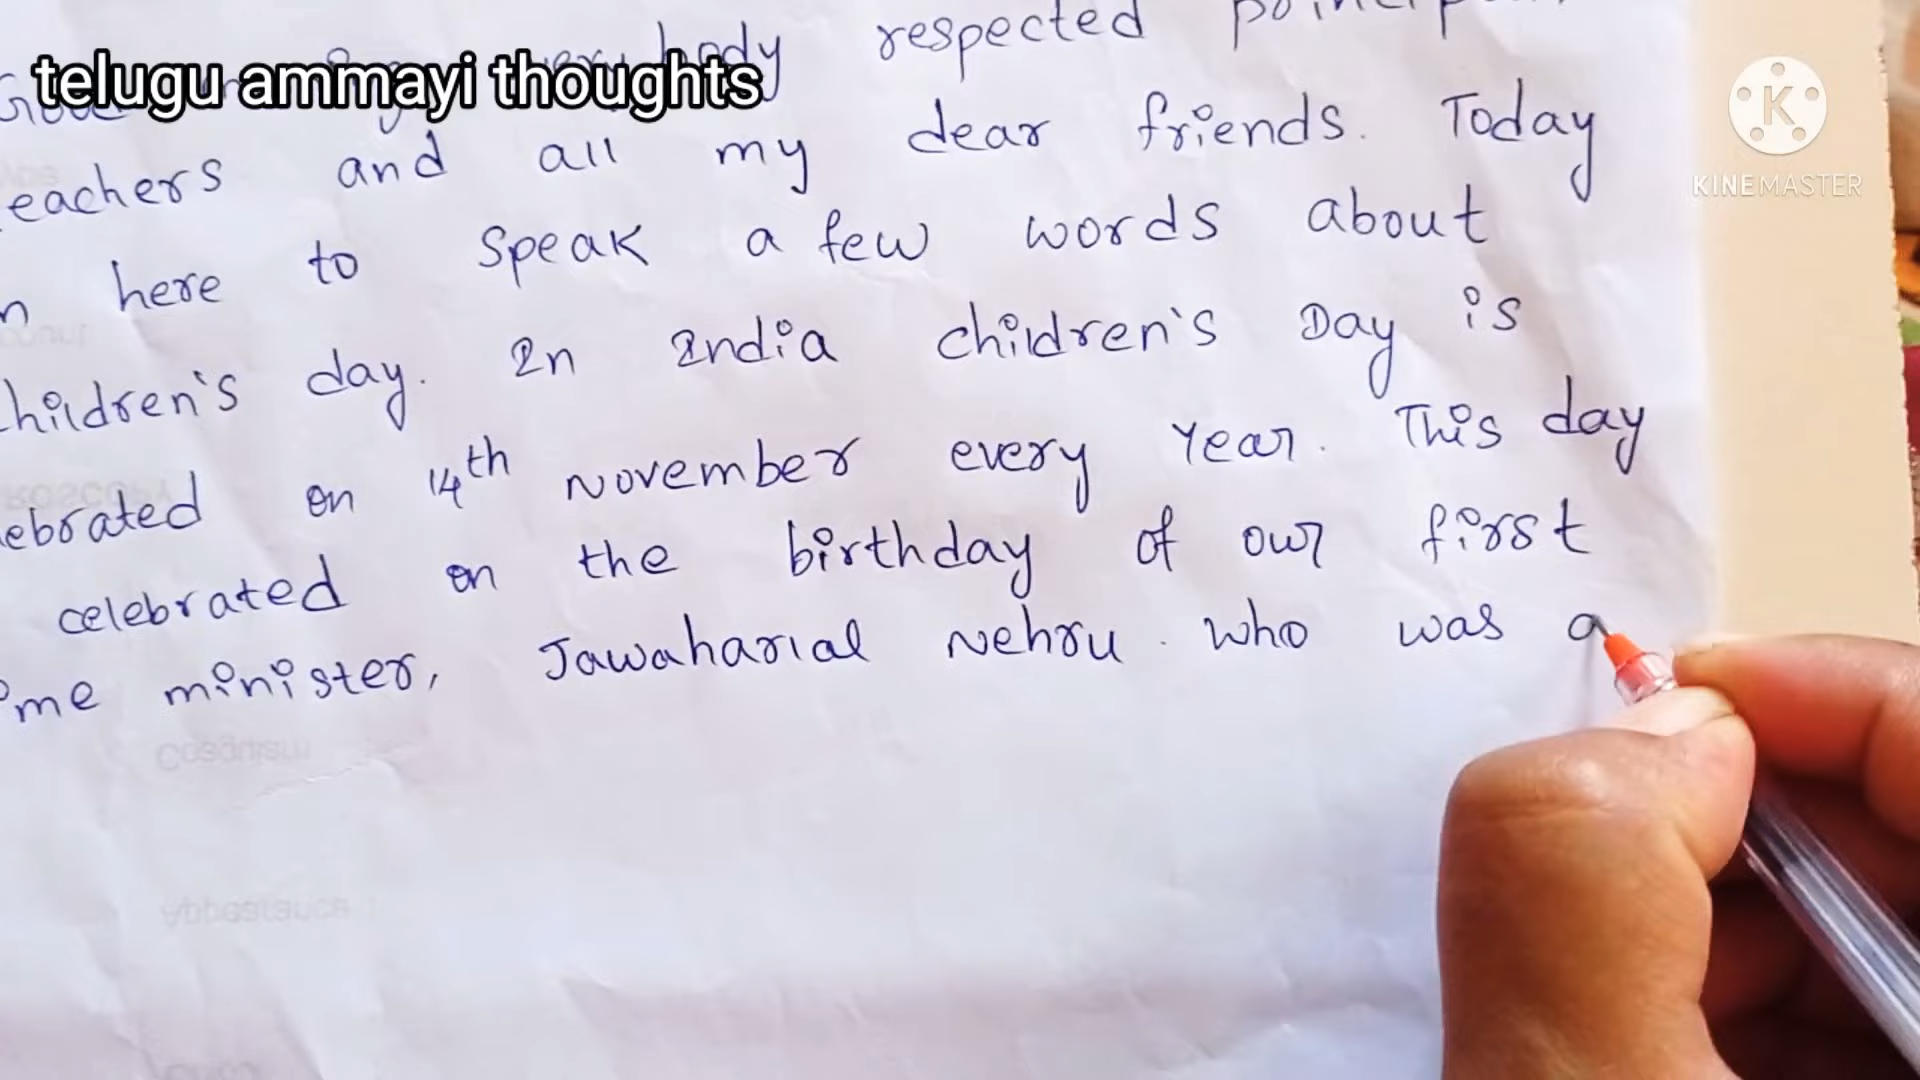 telugu ammayi thoughts
respected
eachers and all my dear friends. Today
here to speak a few words about
children's day. In India children's Day is
ebrated on 14th November every Year. This day
celebrated on the birthday of our first
me minister, Jawaharlal Nehru. Who was a
K
KINEMASTER